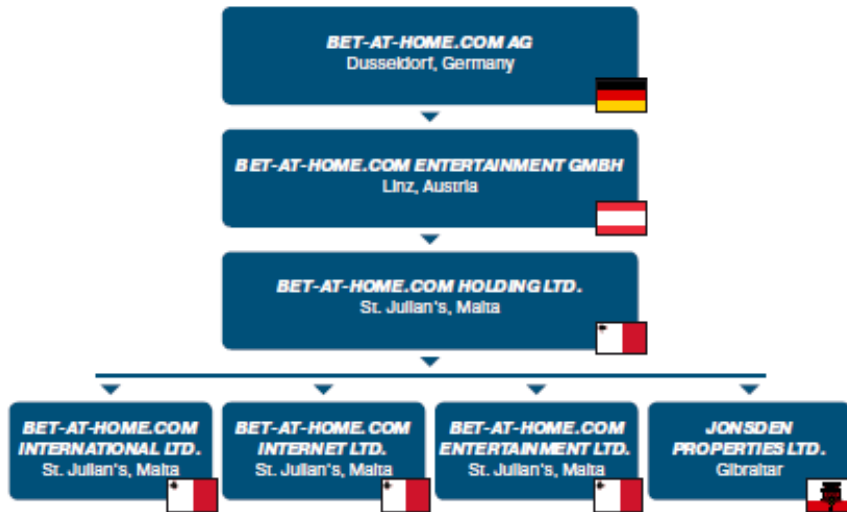 BET-AT-HOME.COM AG
Dusseldorf, Germany
BET-AT-HOME.COM ENTERTAINMENT GMBH
Linz, Austria
BET-AT-HOME.COM HOLDING LTD.
St. Julian's, Malta
BET-AT-HOME.COM
INTERNATIONAL LTD.
St. Julian's, Malta
BET-AT-HOME.COM
INTERNET LTD.
St. Julian's, Malta
BET-AT-HOME.COM
ENTERTAINMENT LTD.
St. Julian's, Malta
JONSDEN
PROPERTIES LTD.
Gibraltar